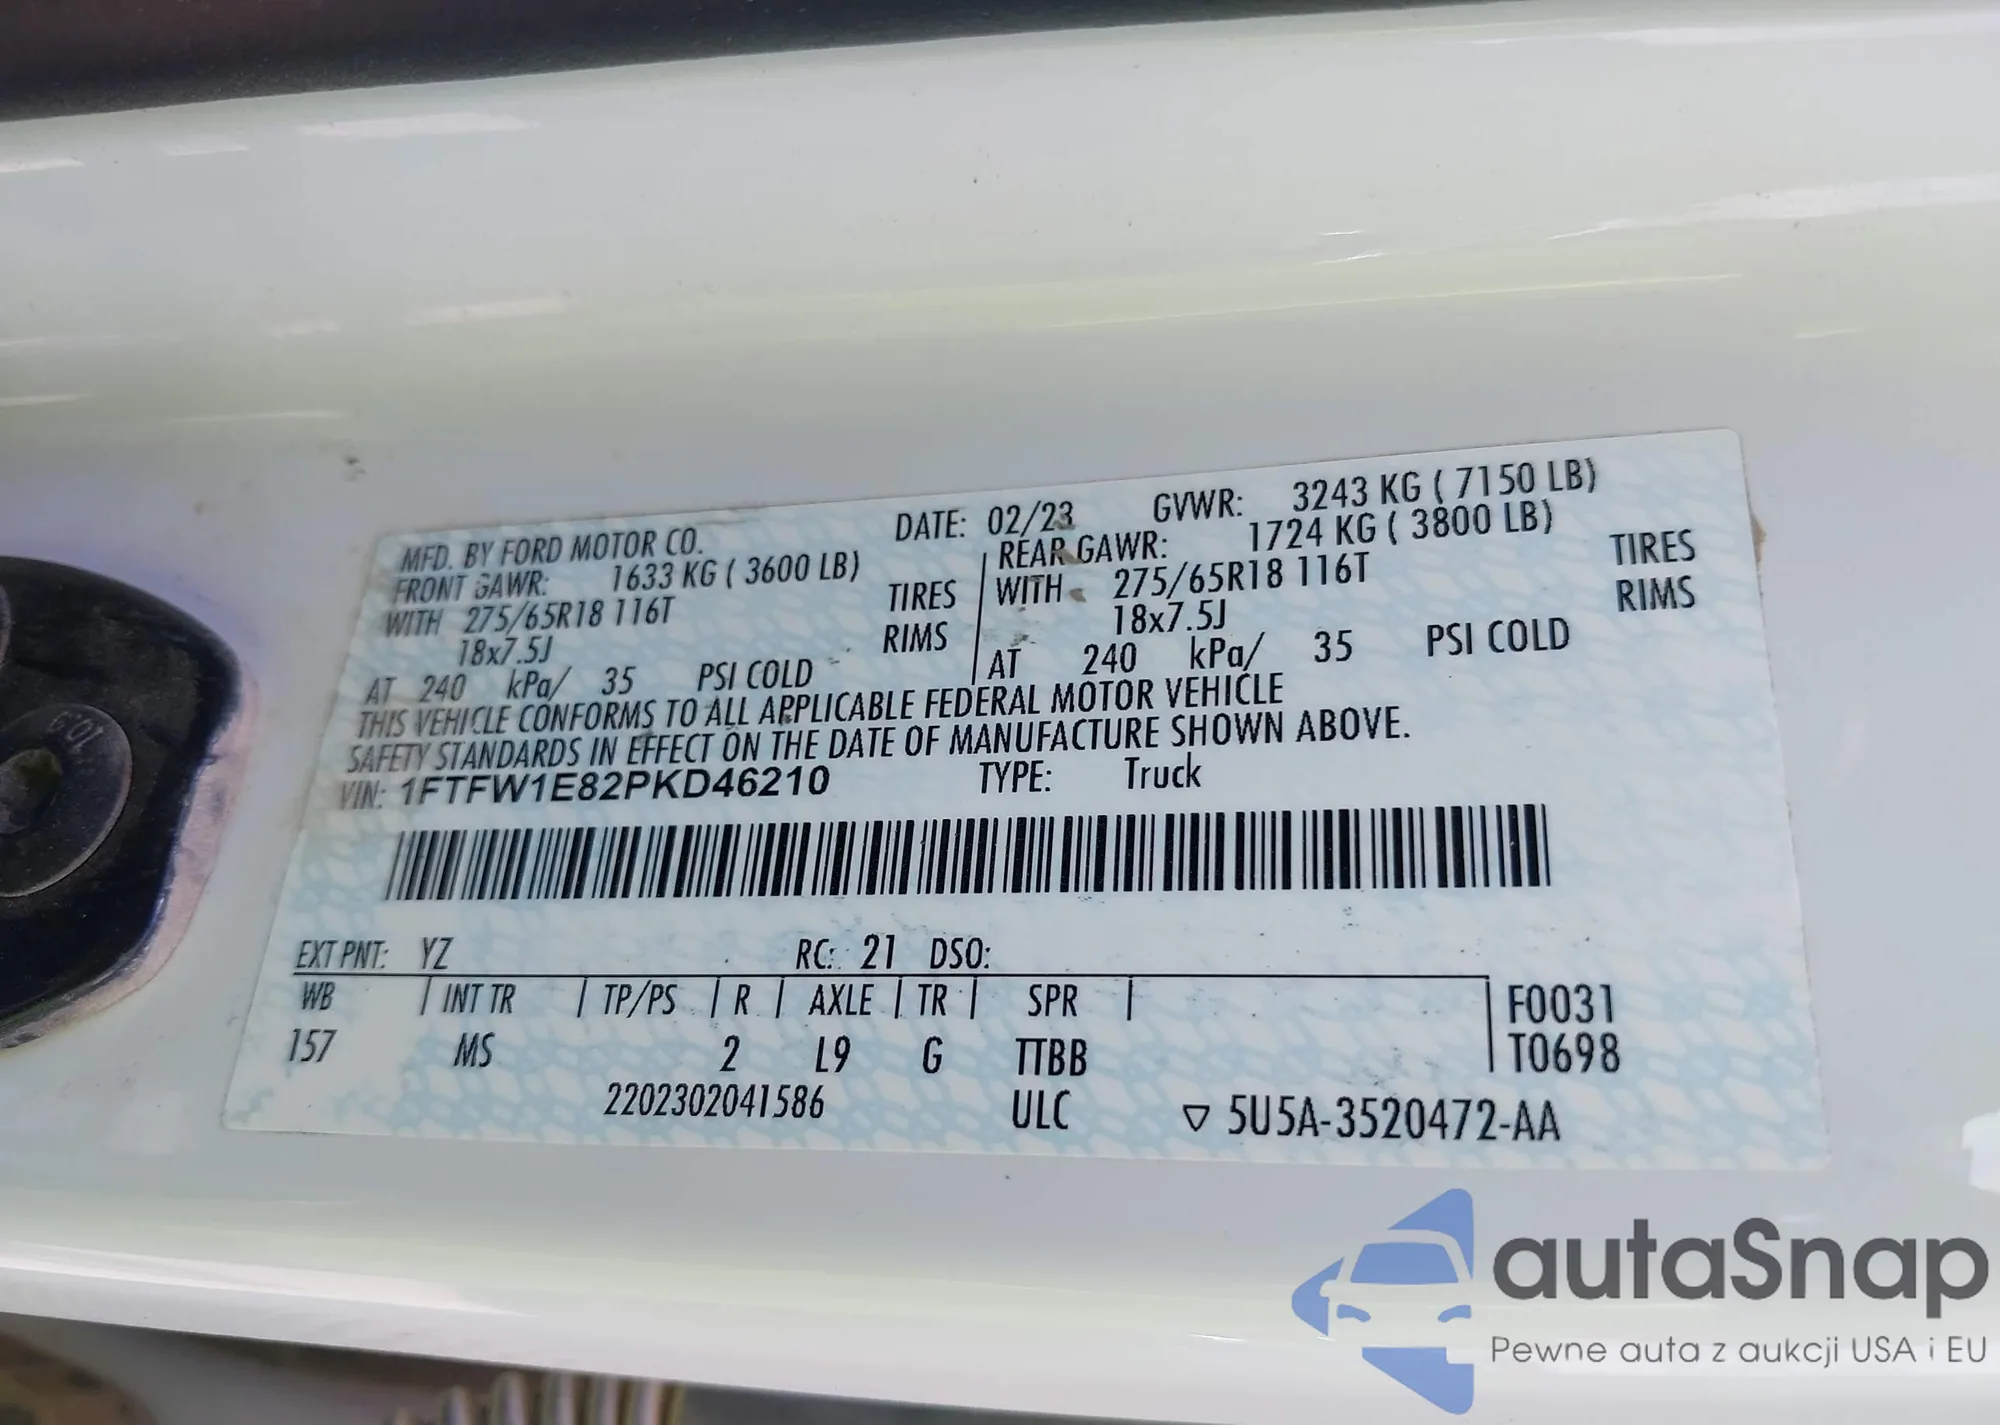 MFD. BY FORD MOTOR CO. DATE: 02/23 GVWR: 3243 KG ( 7150 LB)
FRONT GAWR: 1633 KG ( 3600 LB) REAR GAWR: 1724 KG ( 3800 LB)
WITH 275/65R18 116T TIRES WITH 275/65R18 116T TIRES
18x7.5J RIMS 18x7.5J RIMS
AT 240 kPa/ 35 PSI COLD AT 240 kPa/ 35 PSI COLD
THIS VEHICLE CONFORMS TO ALL APPLICABLE FEDERAL MOTOR VEHICLE
SAFETY STANDARDS IN EFFECT ON THE DATE OF MANUFACTURE SHOWN ABOVE.
VIN: 1FTFW1E82PKD46210 TYPE: Truck
EXT PNT: YZ RC: 21 DSO:
WB INT TR TP/PS R AXLE TR SPR F0031
157 MS 2 L9 G TTBB T0698
2202302041586 ULC ▽ 5U5A-3520472-AA
10.9
autaSnap
Pewne auta z aukcji USA i EU